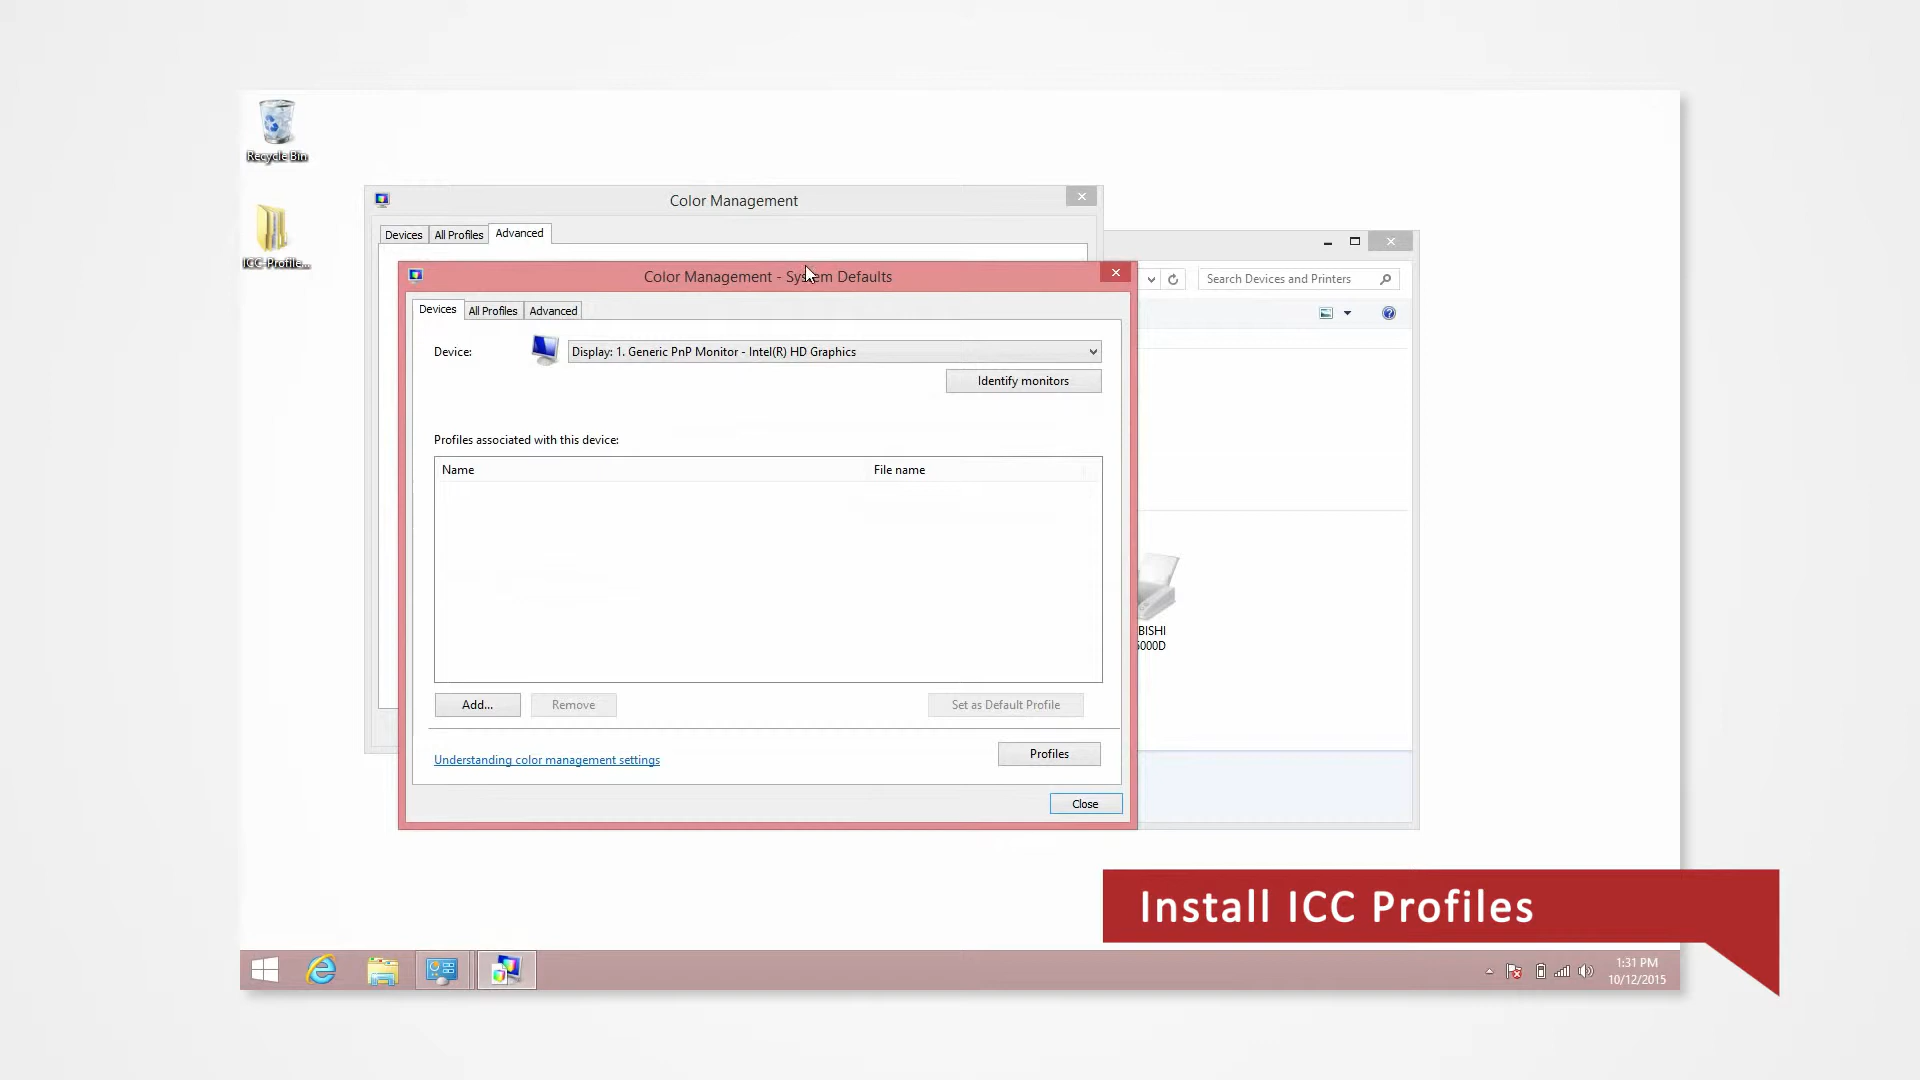 Recycle Bin
ICC-Profile...
Color Management
Devices
All Profiles
Advanced
Search Devices and Printers
Color Management - System Defaults
Devices
All Profiles
Advanced
Device:
Display: 1. Generic PnP Monitor - Intel(R) HD Graphics
Identify monitors
Profiles associated with this device:
Name
File name
BISHI
5000D
Add...
Remove
Set as Default Profile
Understanding color management settings
Profiles
Close
Install ICC Profiles
1:31 PM
10/12/2015